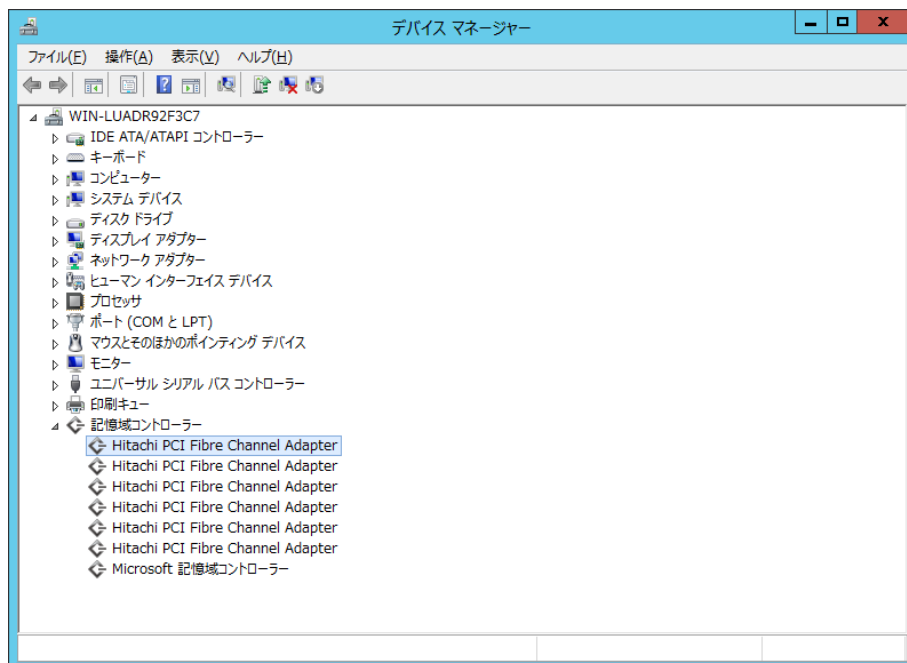 デバイス マネージャー
ファイル(F) 操作(A) 表示(V) ヘルプ(H)
WIN-LUADR92F3C7
IDE ATA/ATAPI コントローラー
キーボード
コンピューター
システム デバイス
ディスク ドライブ
ディスプレイ アダプター
ネットワーク アダプター
ヒューマン インターフェイス デバイス
プロセッサ
ポート (COM と LPT)
マウスとそのほかのポインティング デバイス
モニター
ユニバーサル シリアル バス コントローラー
印刷キュー
記憶域コントローラー
Hitachi PCI Fibre Channel Adapter
Hitachi PCI Fibre Channel Adapter
Hitachi PCI Fibre Channel Adapter
Hitachi PCI Fibre Channel Adapter
Hitachi PCI Fibre Channel Adapter
Hitachi PCI Fibre Channel Adapter
Microsoft 記憶域コントローラー